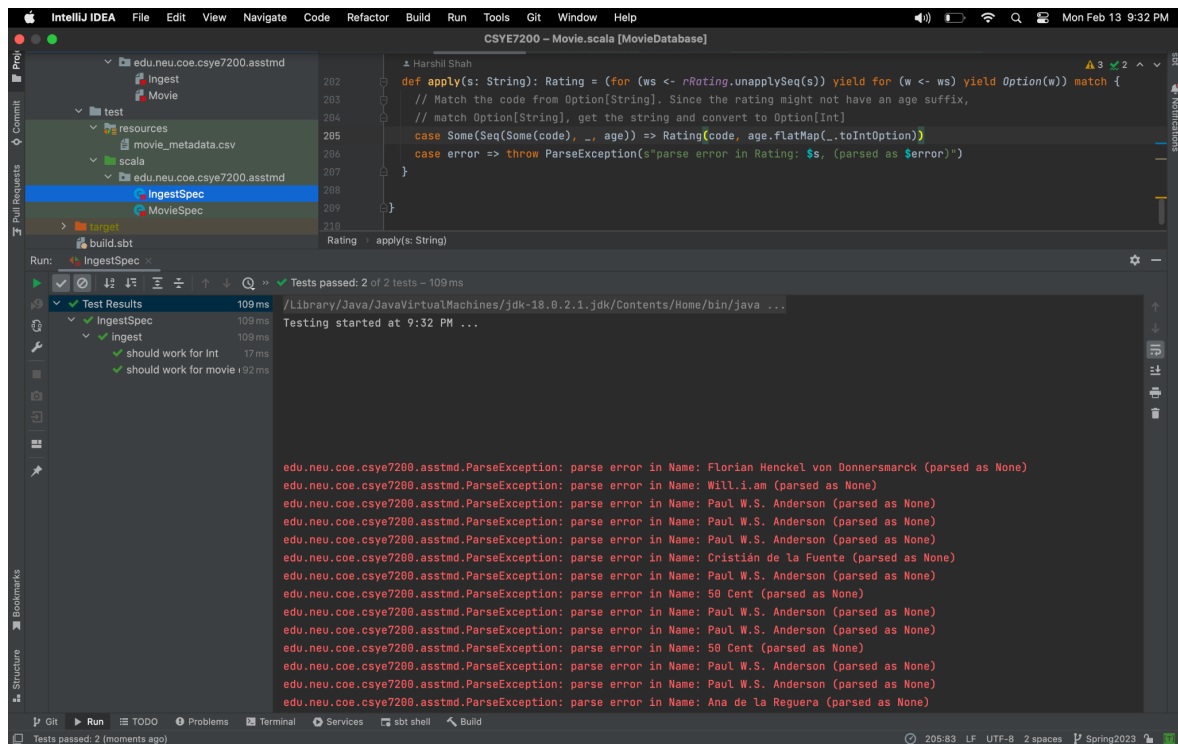 IntelliJ IDEA File Edit View Navigate Code Refactor Build Run Tools Git Window Help Mon Feb 13 9:32 PM
CSYE7200 – Movie.scala [MovieDatabase]
edu.neu.coe.csye7200.asstmd
Ingest
Movie
test
resources
movie_metadata.csv
scala
edu.neu.coe.csye7200.asstmd
IngestSpec
MovieSpec
target
build.sbt
Harshil Shah
3 2
202 def apply(s: String): Rating = (for (ws <- rRating.unapplySeq(s)) yield for (w <- ws) yield Option(w)) match {
203 // Match the code from Option[String]. Since the rating might not have an age suffix,
204 // match Option[String], get the string and convert to Option[Int]
205 case Some(Seq(Some(code), _, age)) => Rating(code, age.flatMap(_.toIntOption))
206 case error => throw ParseException(s"parse error in Rating: $s, (parsed as $error)")
207 }
208
209 }
210
Rating apply(s: String)
Commit
Pull Requests
Bookmarks
Structure
sbt
Notifications
Run: IngestSpec
Tests passed: 2 of 2 tests – 109 ms
Test Results 109 ms
IngestSpec 109 ms
ingest 109 ms
should work for Int 17 ms
should work for movie 92 ms
/Library/Java/JavaVirtualMachines/jdk-18.0.2.1.jdk/Contents/Home/bin/java ...
Testing started at 9:32 PM ...
edu.neu.coe.csye7200.asstmd.ParseException: parse error in Name: Florian Henckel von Donnersmarck (parsed as None)
edu.neu.coe.csye7200.asstmd.ParseException: parse error in Name: Will.i.am (parsed as None)
edu.neu.coe.csye7200.asstmd.ParseException: parse error in Name: Paul W.S. Anderson (parsed as None)
edu.neu.coe.csye7200.asstmd.ParseException: parse error in Name: Paul W.S. Anderson (parsed as None)
edu.neu.coe.csye7200.asstmd.ParseException: parse error in Name: Paul W.S. Anderson (parsed as None)
edu.neu.coe.csye7200.asstmd.ParseException: parse error in Name: Cristián de la Fuente (parsed as None)
edu.neu.coe.csye7200.asstmd.ParseException: parse error in Name: Paul W.S. Anderson (parsed as None)
edu.neu.coe.csye7200.asstmd.ParseException: parse error in Name: 50 Cent (parsed as None)
edu.neu.coe.csye7200.asstmd.ParseException: parse error in Name: Paul W.S. Anderson (parsed as None)
edu.neu.coe.csye7200.asstmd.ParseException: parse error in Name: Paul W.S. Anderson (parsed as None)
edu.neu.coe.csye7200.asstmd.ParseException: parse error in Name: 50 Cent (parsed as None)
edu.neu.coe.csye7200.asstmd.ParseException: parse error in Name: Paul W.S. Anderson (parsed as None)
edu.neu.coe.csye7200.asstmd.ParseException: parse error in Name: Paul W.S. Anderson (parsed as None)
edu.neu.coe.csye7200.asstmd.ParseException: parse error in Name: Ana de la Reguera (parsed as None)
Git Run TODO Problems Terminal Services sbt shell Build
Tests passed: 2 (moments ago) 205:83 LF UTF-8 2 spaces Spring2023